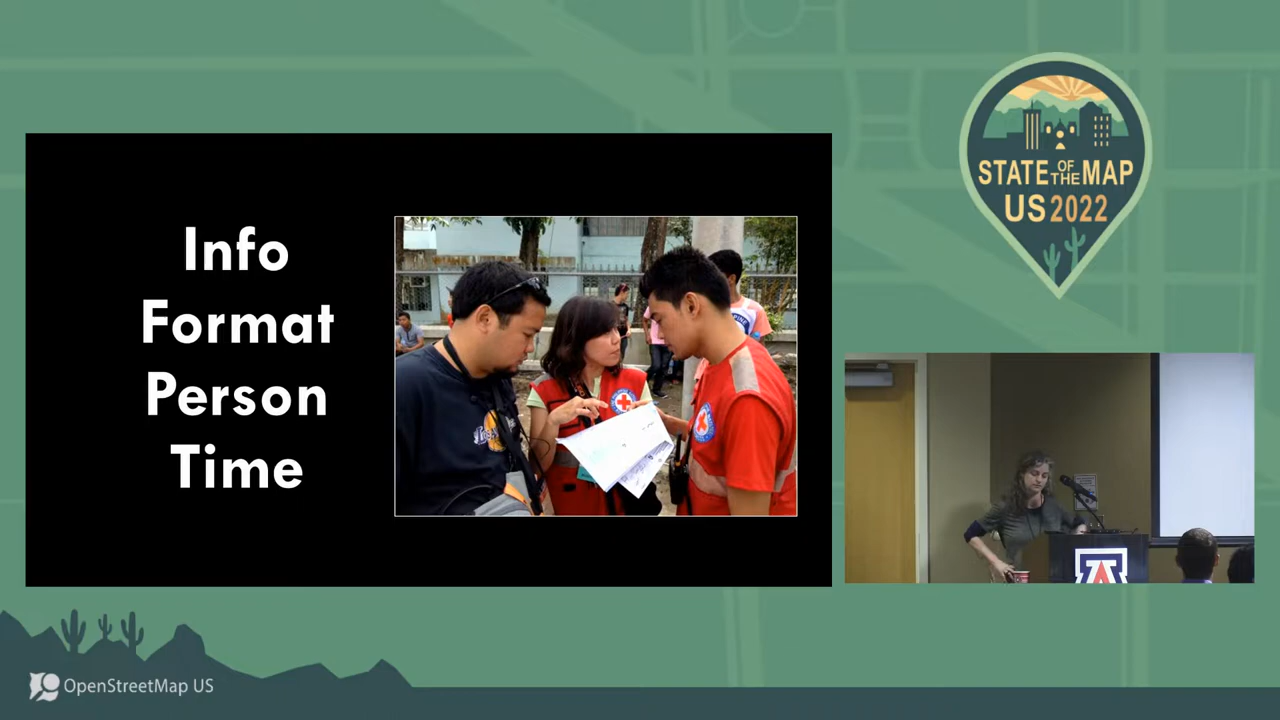 Info
Format
Person
Time
STATE OF THE MAP
US 2022
OpenStreetMap US